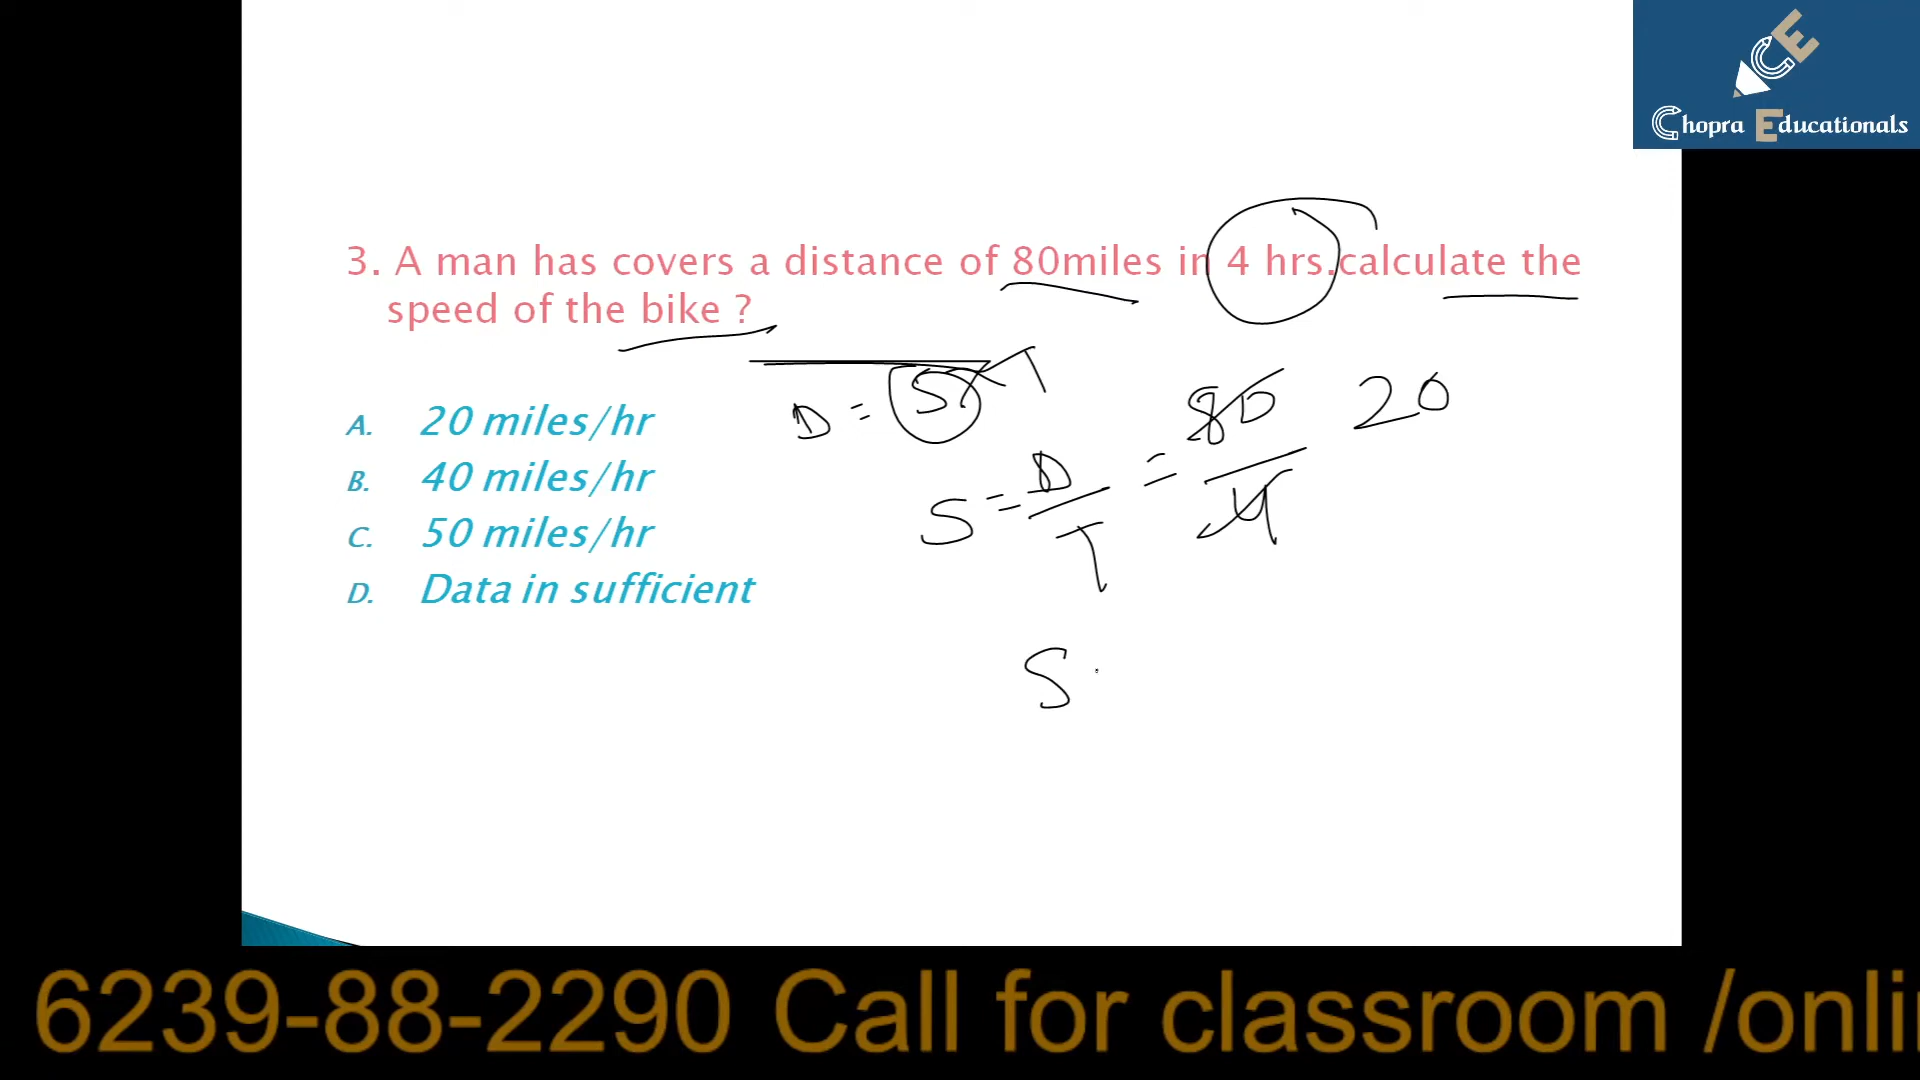 Chopra Educationals
3. A man has covers a distance of 80miles in 4 hrs.calculate the
speed of the bike ?
A. 20 miles/hr
B. 40 miles/hr
C. 50 miles/hr
D. Data in sufficient
D = S × T
S = D/T = 80/4 20
S
6239-88-2290 Call for classroom /onli